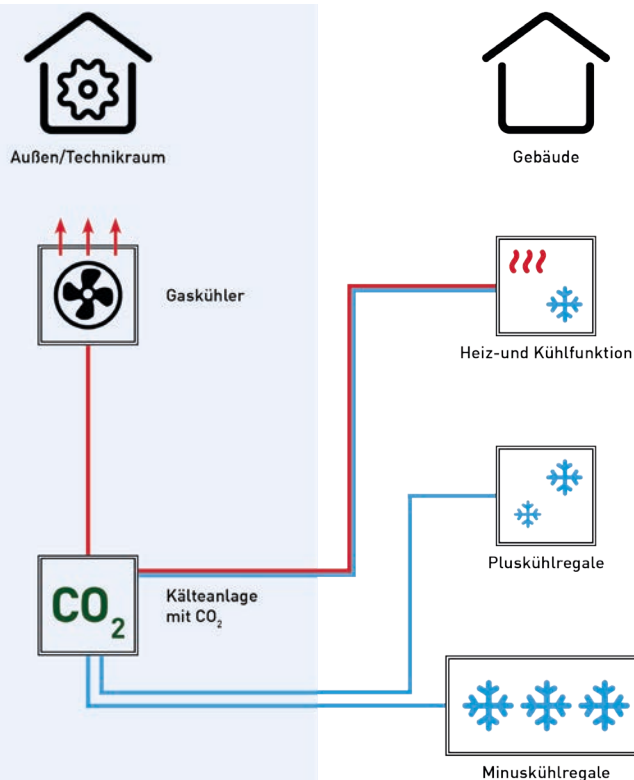 Außen/Technikraum
Gebäude
Gaskühler
Heiz-und Kühlfunktion
Pluskühlregale
CO₂
Kälteanlage
mit CO₂
Minuskühlregale